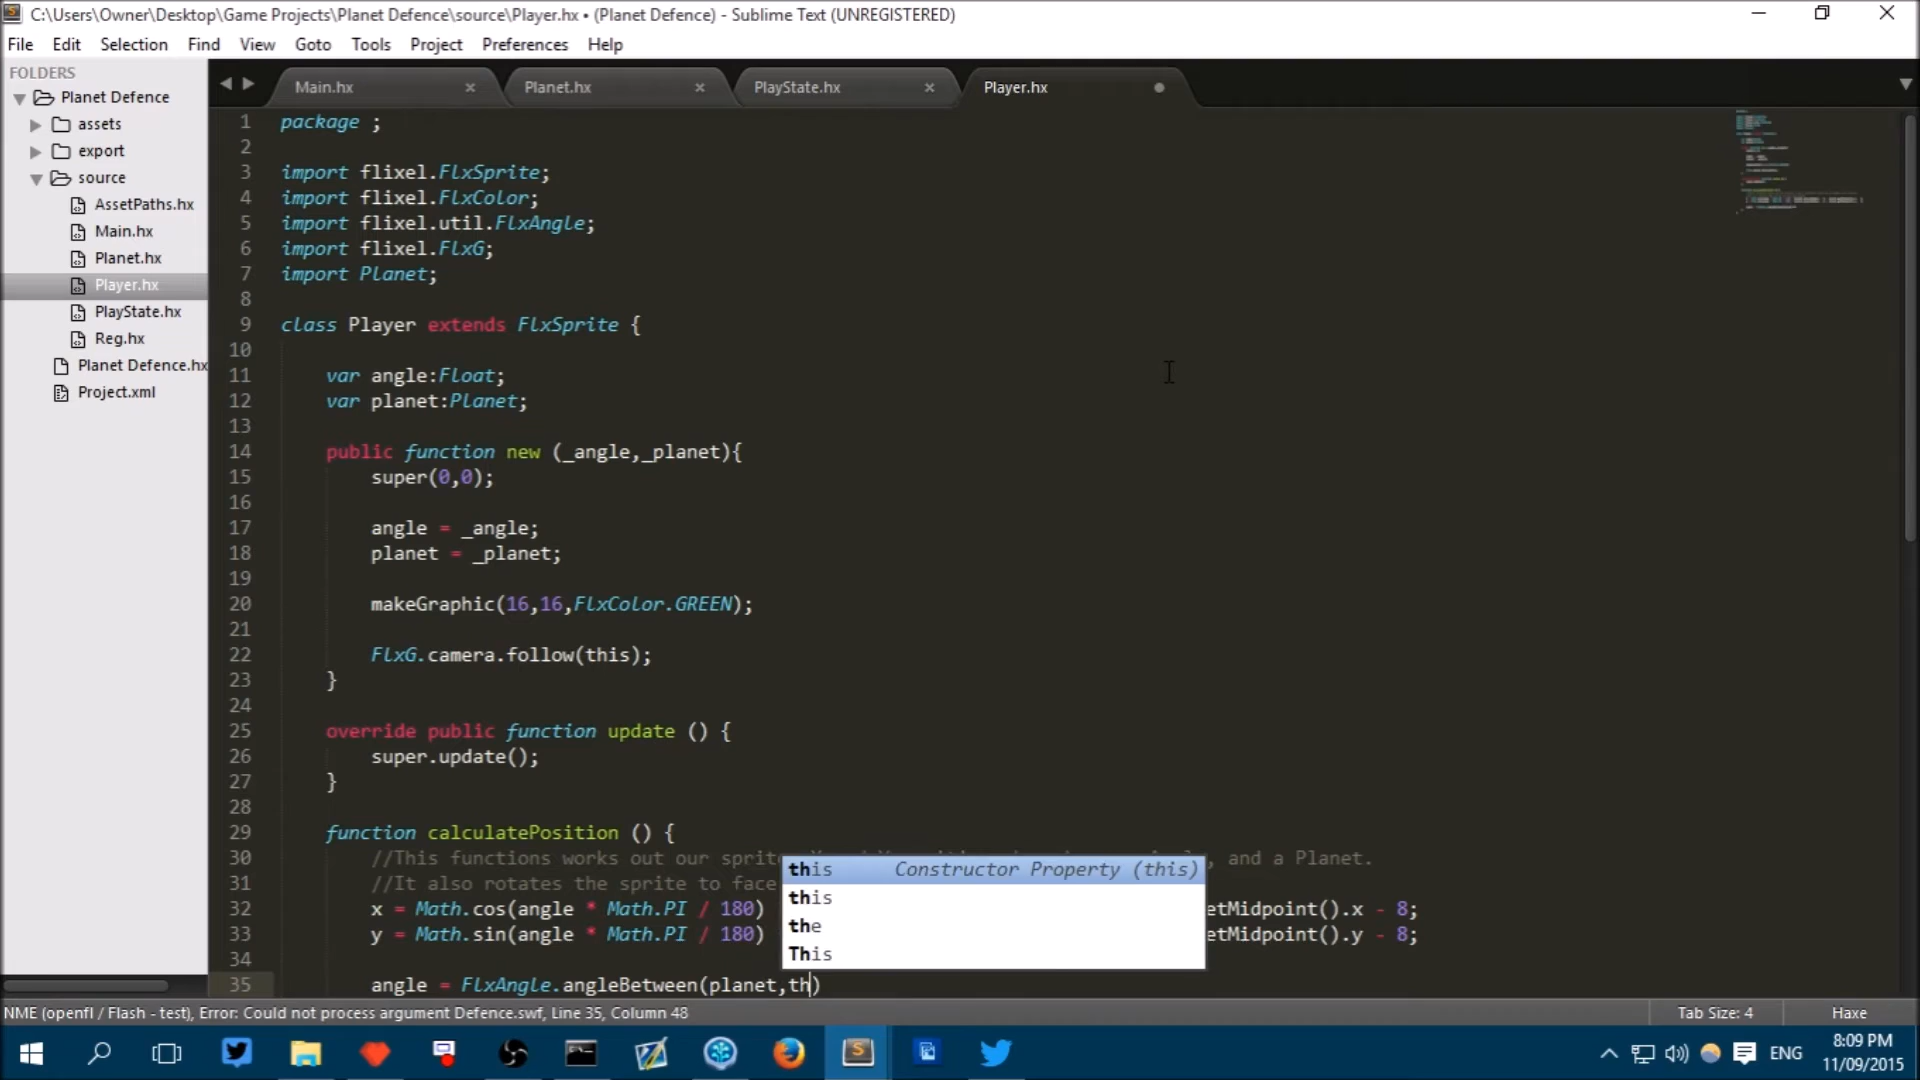 C:\Users\Owner\Desktop\Game Projects\Planet Defence\source\Player.hx • (Planet Defence) - Sublime Text (UNREGISTERED)
File Edit Selection Find View Goto Tools Project Preferences Help
FOLDERS
Planet Defence
assets
export
source
AssetPaths.hx
Main.hx
Planet.hx
Player.hx
PlayState.hx
Reg.hx
Planet Defence.hx
Project.xml
Main.hx Planet.hx PlayState.hx Player.hx
1 package ;
2
3 import flixel.FlxSprite;
4 import flixel.FlxColor;
5 import flixel.util.FlxAngle;
6 import flixel.FlxG;
7 import Planet;
8
9 class Player extends FlxSprite {
10
11 var angle:Float;
12 var planet:Planet;
13
14 public function new (_angle,_planet){
15 super(0,0);
16
17 angle = _angle;
18 planet = _planet;
19
20 makeGraphic(16,16,FlxColor.GREEN);
21
22 FlxG.camera.follow(this);
23 }
24
25 override public function update () {
26 super.update();
27 }
28
29 function calculatePosition () {
30 //This functions works out our sprite and a Planet.
31 //It also rotates the sprite to face
32 x = Math.cos(angle * Math.PI / 180) etMidpoint().x - 8;
33 y = Math.sin(angle * Math.PI / 180) etMidpoint().y - 8;
34
35 angle = FlxAngle.angleBetween(planet,th)
this Constructor Property (this)
this
the
This
NME (openfl / Flash - test), Error: Could not process argument Defence.swf, Line 35, Column 48 Tab Size: 4 Haxe
ENG 8:09 PM
11/09/2015